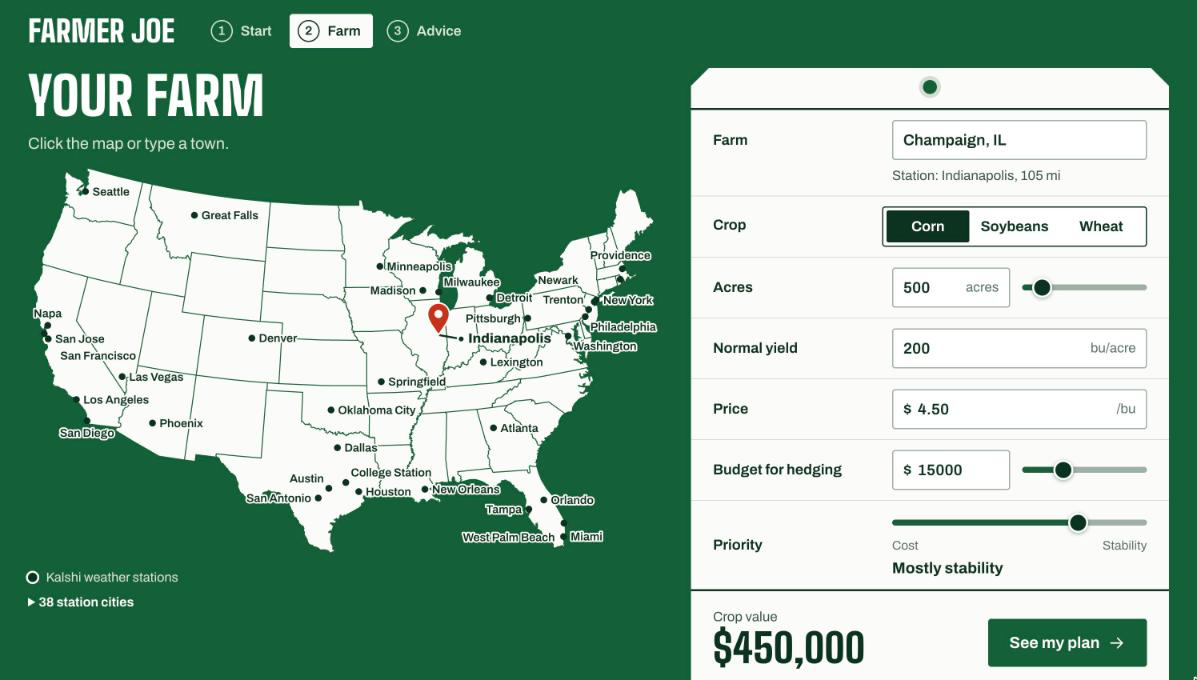 FARMER JOE
1 Start
2 Farm
3 Advice
YOUR FARM
Click the map or type a town.
Seattle
Great Falls
Minneapolis
Madison
Milwaukee
Detroit
Providence
Newark
Trenton
New York
Philadelphia
Pittsburgh
Washington
Indianapolis
Lexington
Napa
San Jose
San Francisco
Denver
Las Vegas
Los Angeles
San Diego
Phoenix
Springfield
Oklahoma City
Atlanta
Dallas
College Station
Austin
San Antonio
Houston
New Orleans
Orlando
Tampa
West Palm Beach
Miami
Kalshi weather stations
38 station cities
Farm
Champaign, IL
Station: Indianapolis, 105 mi
Crop
Corn Soybeans Wheat
Acres
500 acres
Normal yield
200 bu/acre
Price
$ 4.50 /bu
Budget for hedging
$ 15000
Priority
Cost Stability
Mostly stability
Crop value
$450,000
See my plan →